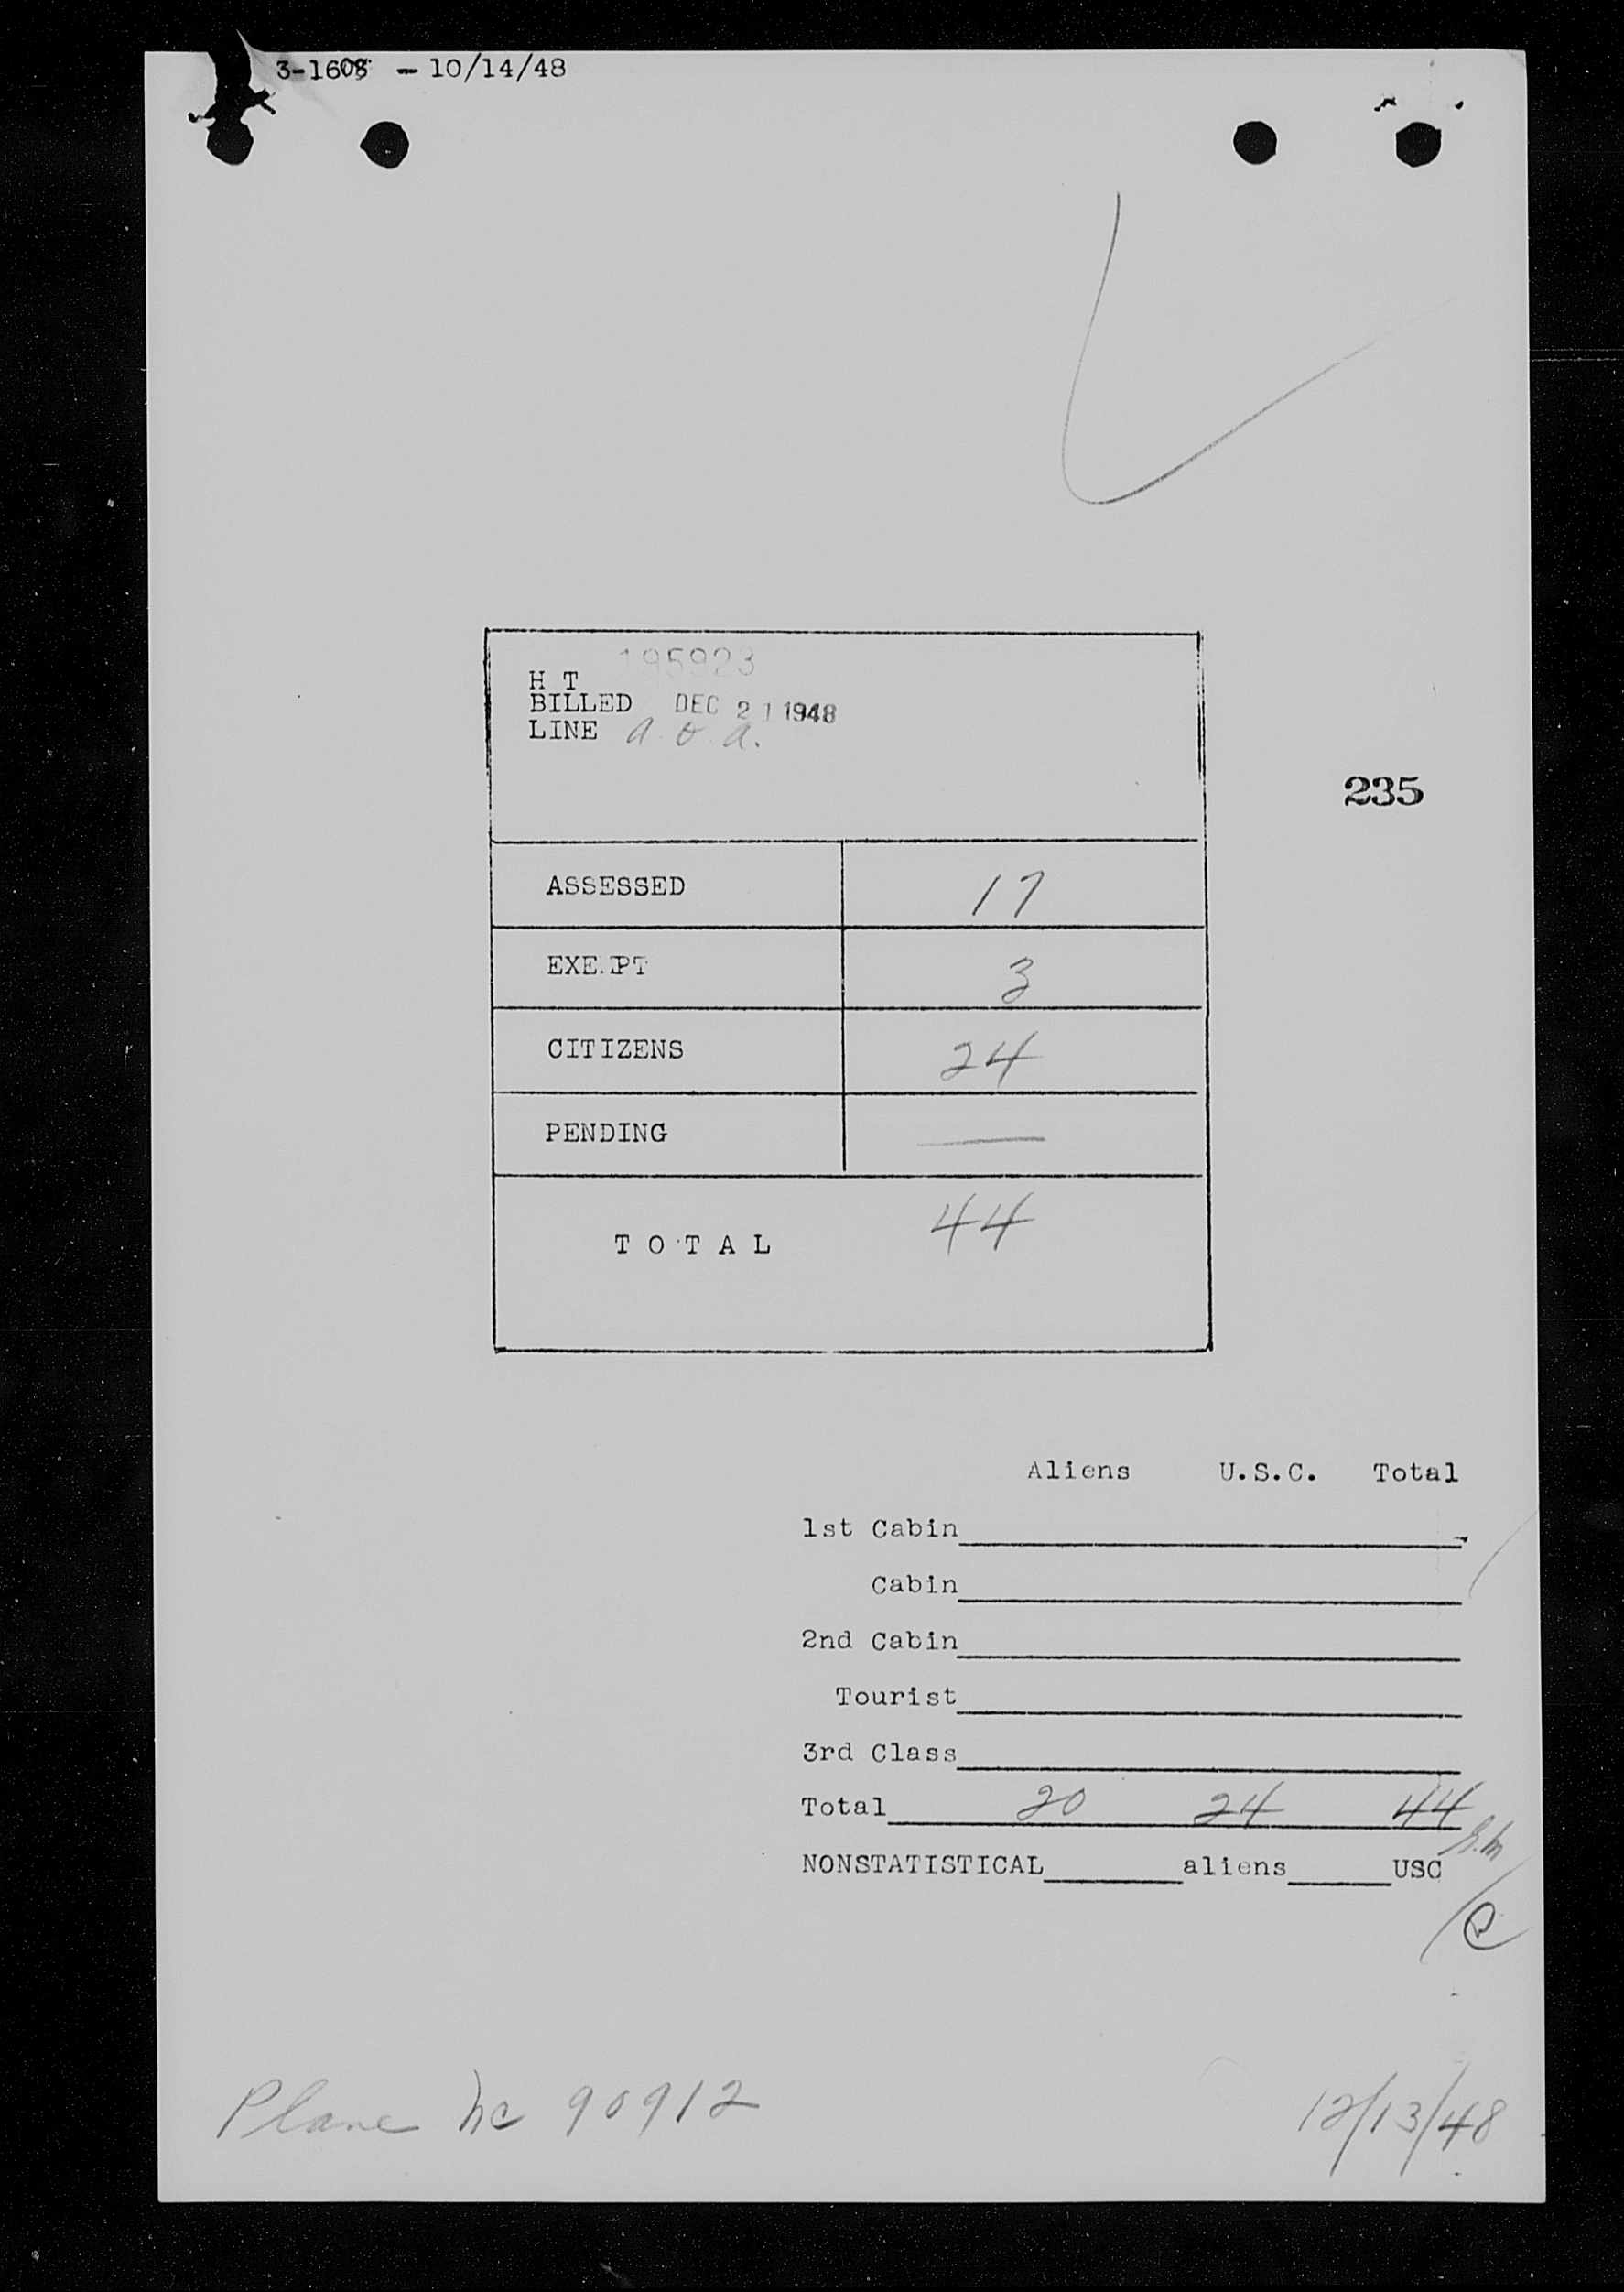 3-1608 - 10/14/48
195923
H T
BILLED DEC 21 1948
LINE a. o. a.
235
ASSESSED 17
EXE.PT 3
CITIZENS 24
PENDING —
T O T A L 44
Aliens U.S.C. Total
1st Cabin
Cabin
2nd Cabin
Tourist
3rd Class
Total 20 24 44
NONSTATISTICAL aliens USC
C
Plane nc 90912
12/13/48